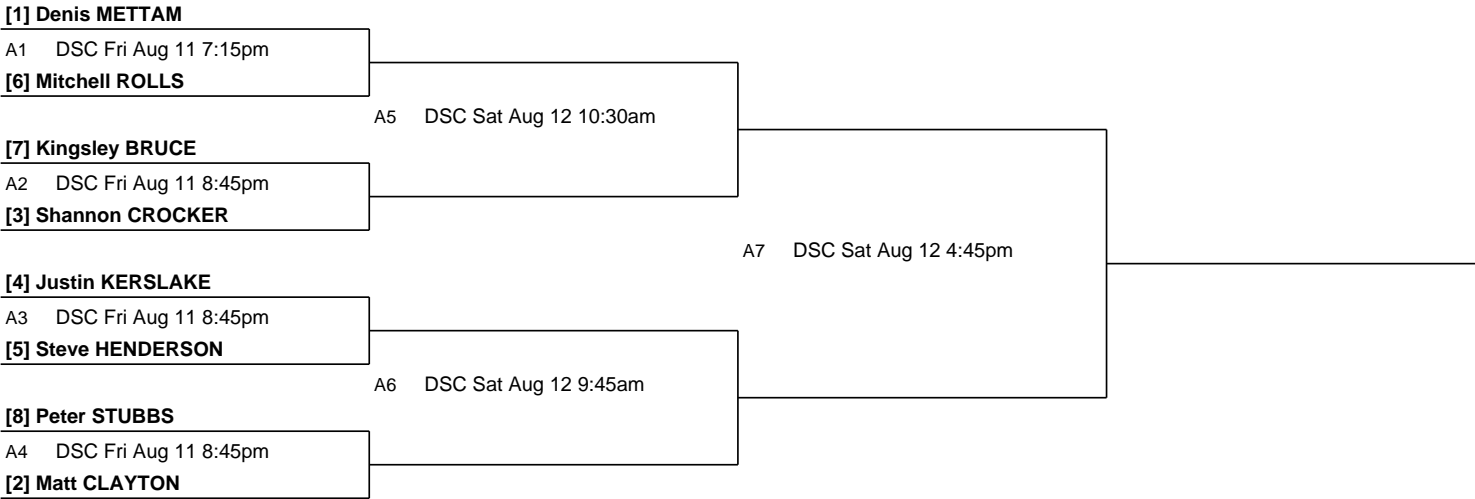 [1] Denis METTAM
A1 DSC Fri Aug 11 7:15pm
[6] Mitchell ROLLS
A5 DSC Sat Aug 12 10:30am
[7] Kingsley BRUCE
A2 DSC Fri Aug 11 8:45pm
[3] Shannon CROCKER
A7 DSC Sat Aug 12 4:45pm
[4] Justin KERSLAKE
A3 DSC Fri Aug 11 8:45pm
[5] Steve HENDERSON
A6 DSC Sat Aug 12 9:45am
[8] Peter STUBBS
A4 DSC Fri Aug 11 8:45pm
[2] Matt CLAYTON